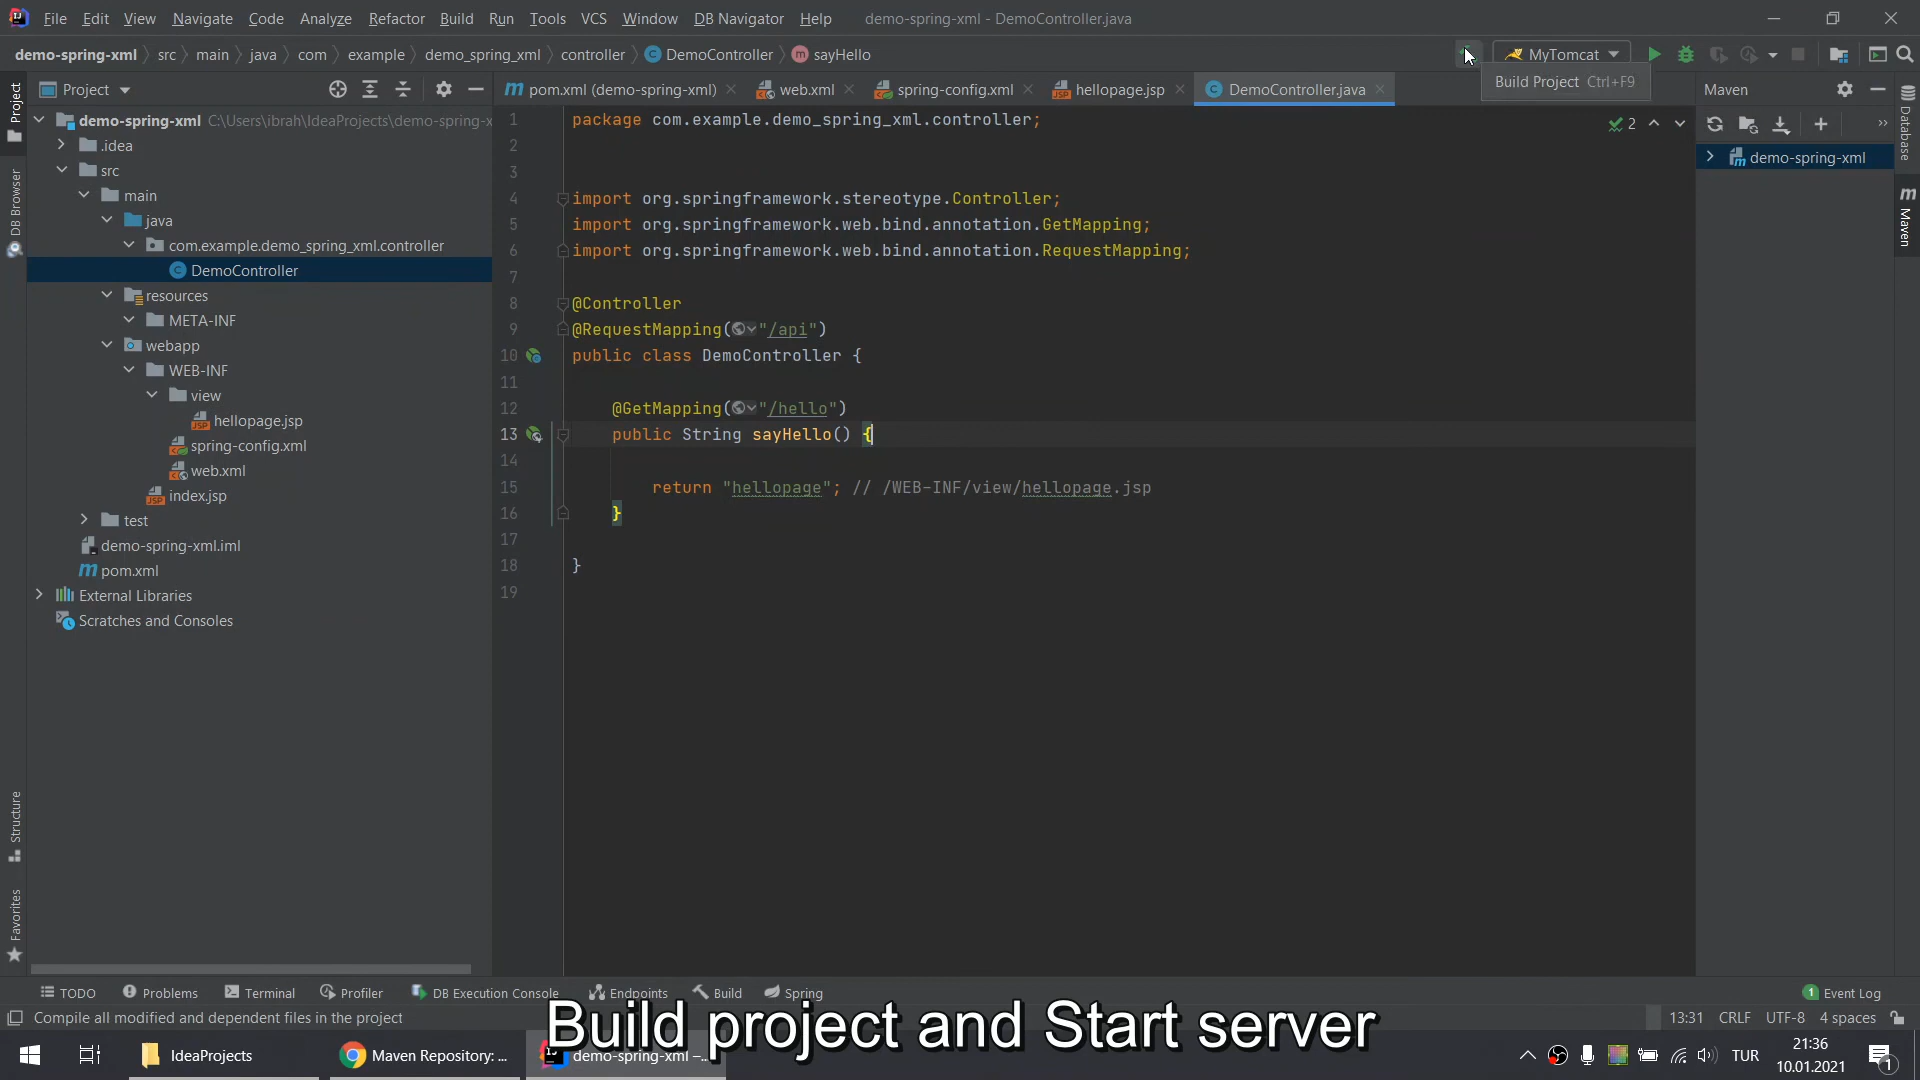 File Edit View Navigate Code Analyze Refactor Build Run Tools VCS Window DB Navigator Help demo-spring-xml - DemoController.java
demo-spring-xml src main java com example demo_spring_xml controller DemoController sayHello MyTomcat
Build Project Ctrl+F9
Project
pom.xml (demo-spring-xml) web.xml spring-config.xml hellopage.jsp DemoController.java
Maven
Project
DB Browser
Structure
Favorites
demo-spring-xml C:\Users\ibrah\IdeaProjects\demo-spring-x
.idea
src
main
java
com.example.demo_spring_xml.controller
DemoController
resources
META-INF
webapp
WEB-INF
view
hellopage.jsp
spring-config.xml
web.xml
index.jsp
test
demo-spring-xml.iml
pom.xml
External Libraries
Scratches and Consoles
1 package com.example.demo_spring_xml.controller;
2
3
4 import org.springframework.stereotype.Controller;
5 import org.springframework.web.bind.annotation.GetMapping;
6 import org.springframework.web.bind.annotation.RequestMapping;
7
8 @Controller
9 @RequestMapping("/api")
10 public class DemoController {
11
12 @GetMapping("/hello")
13 public String sayHello() {
14
15 return "hellopage"; // /WEB-INF/view/hellopage.jsp
16 }
17
18 }
19
2
demo-spring-xml
Database
Maven
TODO Problems Terminal Profiler DB Execution Console Endpoints Build Spring 1 Event Log
Compile all modified and dependent files in the project 13:31 CRLF UTF-8 4 spaces
Build project and Start server
IdeaProjects Maven Repository: ... demo-spring-xml –... TUR 21:36
10.01.2021 1